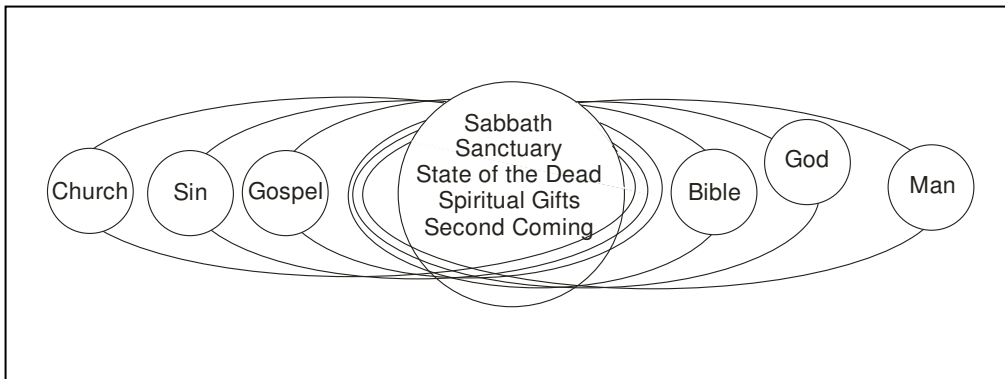 Sabbath
Sanctuary
State of the Dead
Spiritual Gifts
Second Coming
Church
Sin
Gospel
Bible
God
Man